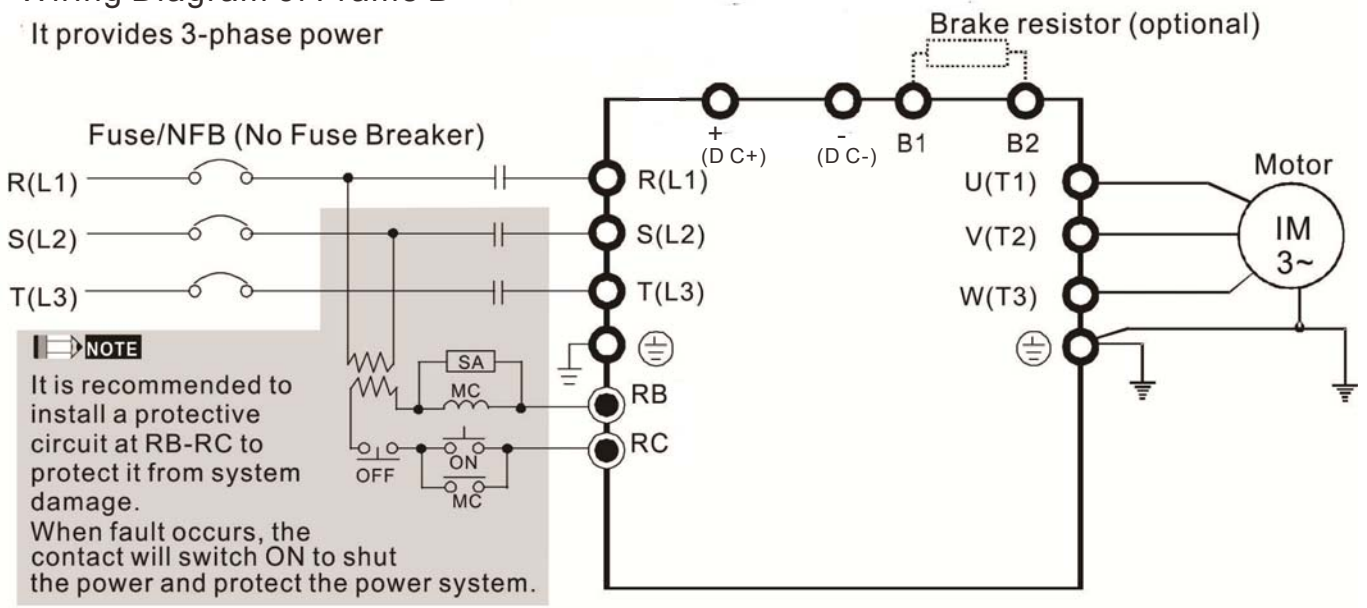 It provides 3-phase power
Brake resistor (optional)
Fuse/NFB (No Fuse Breaker)
+
(D C+)
-
(D C-)
B1
B2
R(L1)
R(L1)
U(T1)
Motor
S(L2)
S(L2)
V(T2)
IM
3~
T(L3)
T(L3)
W(T3)
NOTE
It is recommended to
install a protective
circuit at RB-RC to
protect it from system
damage.
When fault occurs, the
contact will switch ON to shut
the power and protect the power system.
SA
MC
RB
RC
OFF
ON
MC